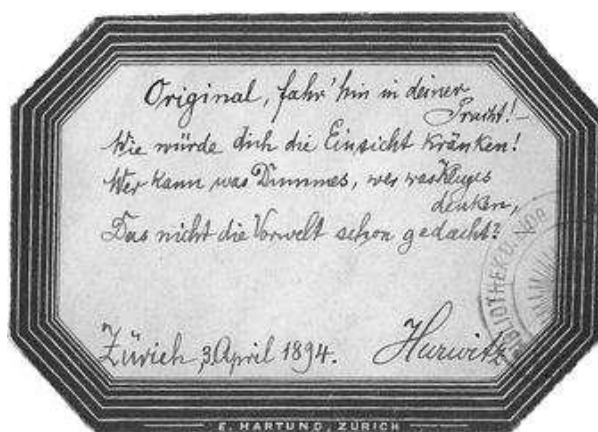 Original, fahr' hin in deiner
Pracht! -
Wie würde dich die Einsicht kränken!
Wer kann was Dummes, wer was Kluges
denken,
Das nicht die Vorwelt schon gedacht?
Zürich, 3 April 1894. Hurwitz
BIBLIOTHEK D.
E. HARTUNG, ZÜRICH